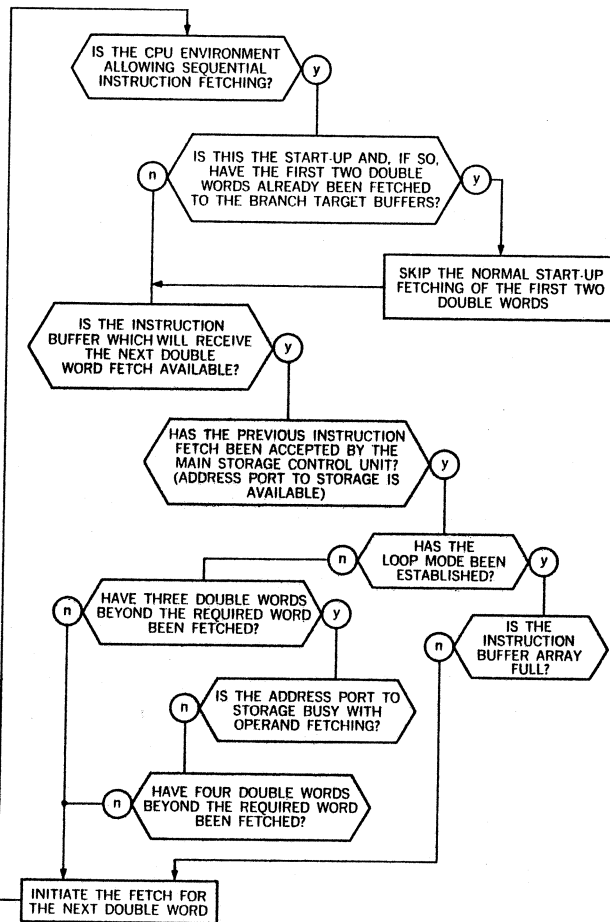 IS THE CPU ENVIRONMENT
ALLOWING SEQUENTIAL
INSTRUCTION FETCHING?
y
IS THIS THE START-UP AND, IF SO,
HAVE THE FIRST TWO DOUBLE
WORDS ALREADY BEEN FETCHED
TO THE BRANCH TARGET BUFFERS?
n
y
SKIP THE NORMAL START-UP
FETCHING OF THE FIRST TWO
DOUBLE WORDS
IS THE INSTRUCTION
BUFFER WHICH WILL RECEIVE
THE NEXT DOUBLE
WORD FETCH AVAILABLE?
y
HAS THE PREVIOUS INSTRUCTION
FETCH BEEN ACCEPTED BY THE
MAIN STORAGE CONTROL UNIT?
(ADDRESS PORT TO STORAGE IS
AVAILABLE)
y
HAS THE
LOOP MODE BEEN
ESTABLISHED?
n
y
HAVE THREE DOUBLE WORDS
BEYOND THE REQUIRED WORD
BEEN FETCHED?
n
y
IS THE
INSTRUCTION
BUFFER ARRAY
FULL?
n
IS THE ADDRESS PORT TO
STORAGE BUSY WITH
OPERAND FETCHING?
n
HAVE FOUR DOUBLE WORDS
BEYOND THE REQUIRED WORD
BEEN FETCHED?
n
INITIATE THE FETCH FOR
THE NEXT DOUBLE WORD